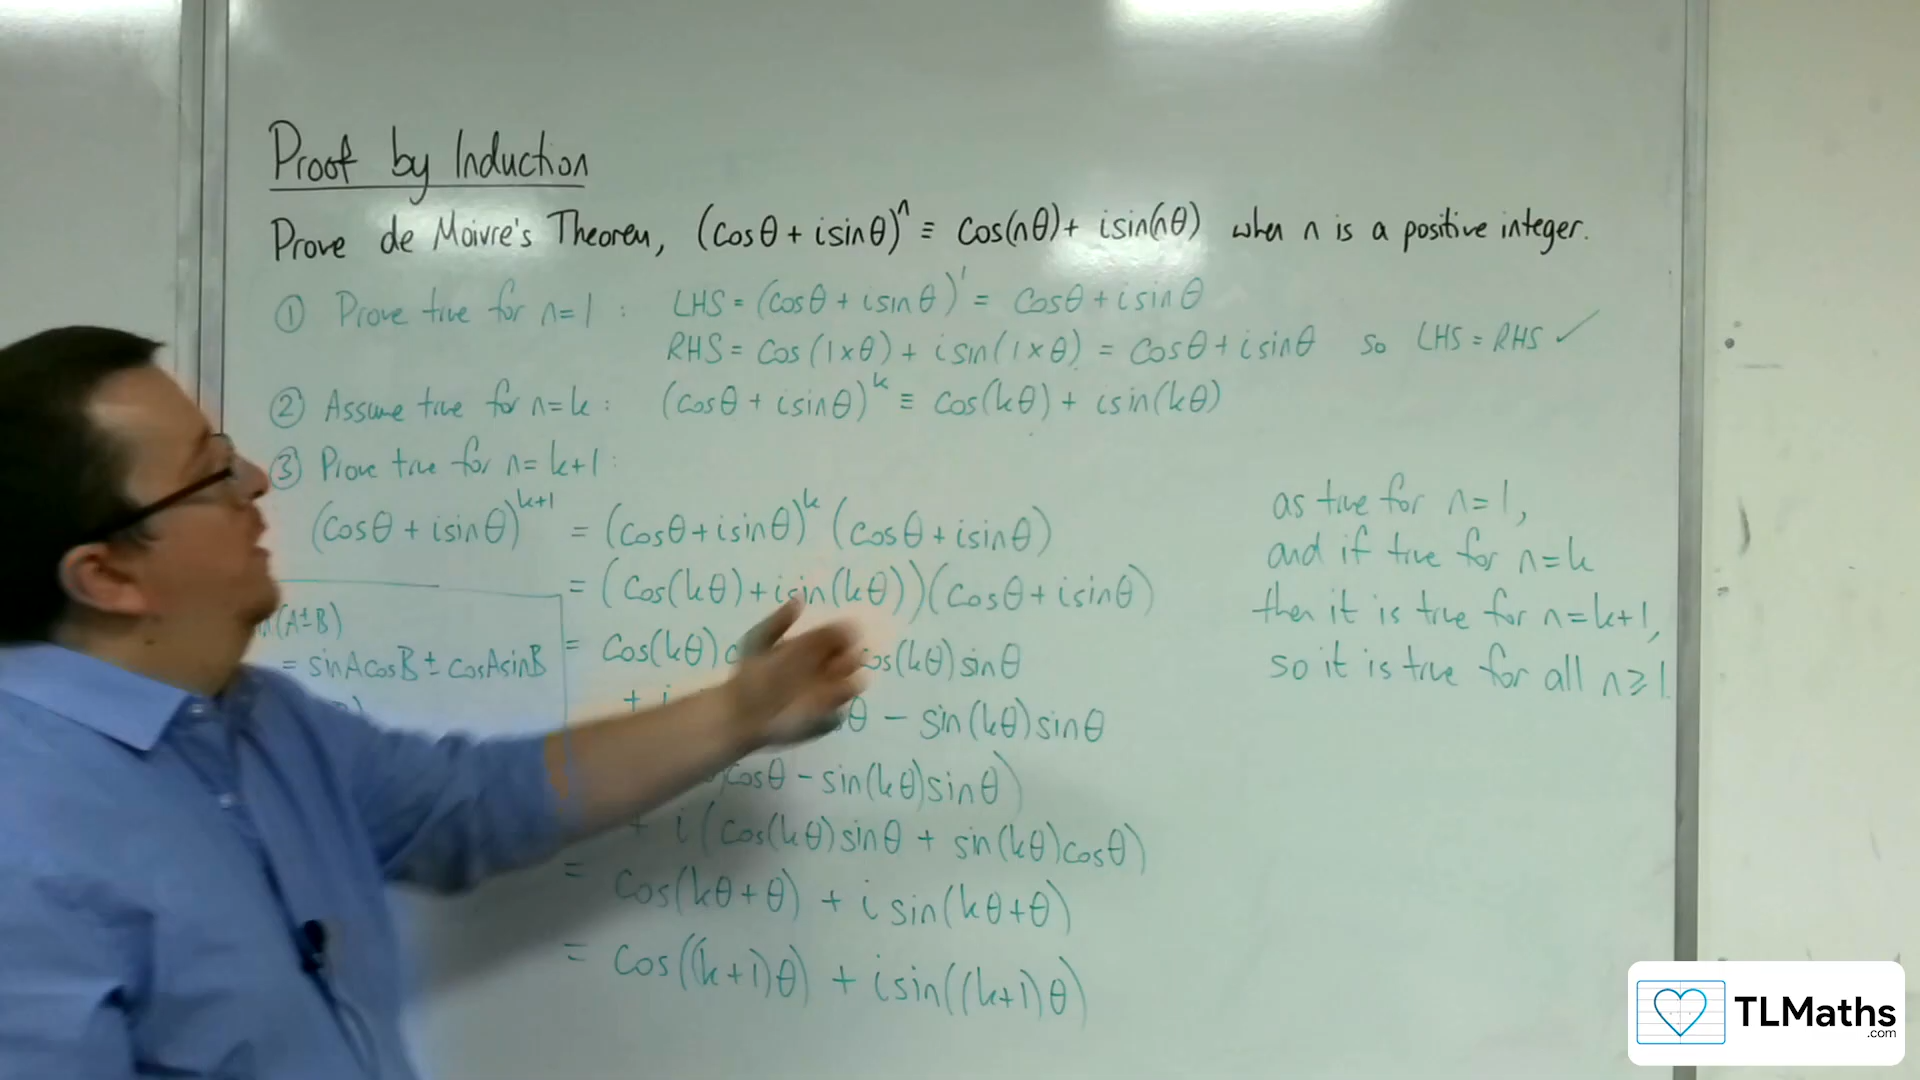 Proof by Induction
Prove de Moivre's Theorem, (cosθ + isinθ)ⁿ ≡ cos(nθ) + isin(nθ) when n is a positive integer.
① Prove true for n=1 : LHS = (cosθ + isinθ)¹ = cosθ + isinθ
RHS = cos(1×θ) + isin(1×θ) = cosθ + isinθ so LHS = RHS ✓
② Assume true for n=k : (cosθ + isinθ)ᵏ ≡ cos(kθ) + isin(kθ)
③ Prove true for n=k+1 :
(cosθ + isinθ)ᵏ⁺¹ = (cosθ + isinθ)ᵏ (cosθ + isinθ)
= (cos(kθ) + isin(kθ))(cosθ + isinθ)
= cos(kθ) cos(kθ) sinθ
+ i θ − sin(kθ) sinθ
cosθ − sin(kθ) sinθ)
+ i (cos(kθ) sinθ + sin(kθ) cosθ)
= cos(kθ + θ) + i sin(kθ + θ)
= cos((k+1)θ) + isin((k+1)θ)
(A±B)
= sinAcosB ± cosAsinB
as true for n=1,
and if true for n=k
then it is true for n=k+1,
so it is true for all n⩾1.
TLMaths
.com